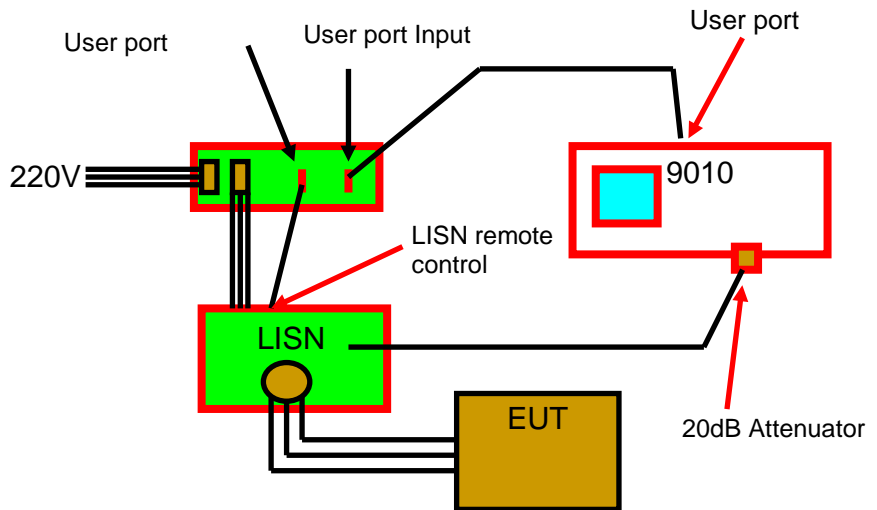 User port
User port Input
User port
220V
9010
LISN remote
control
LISN
EUT
20dB Attenuator